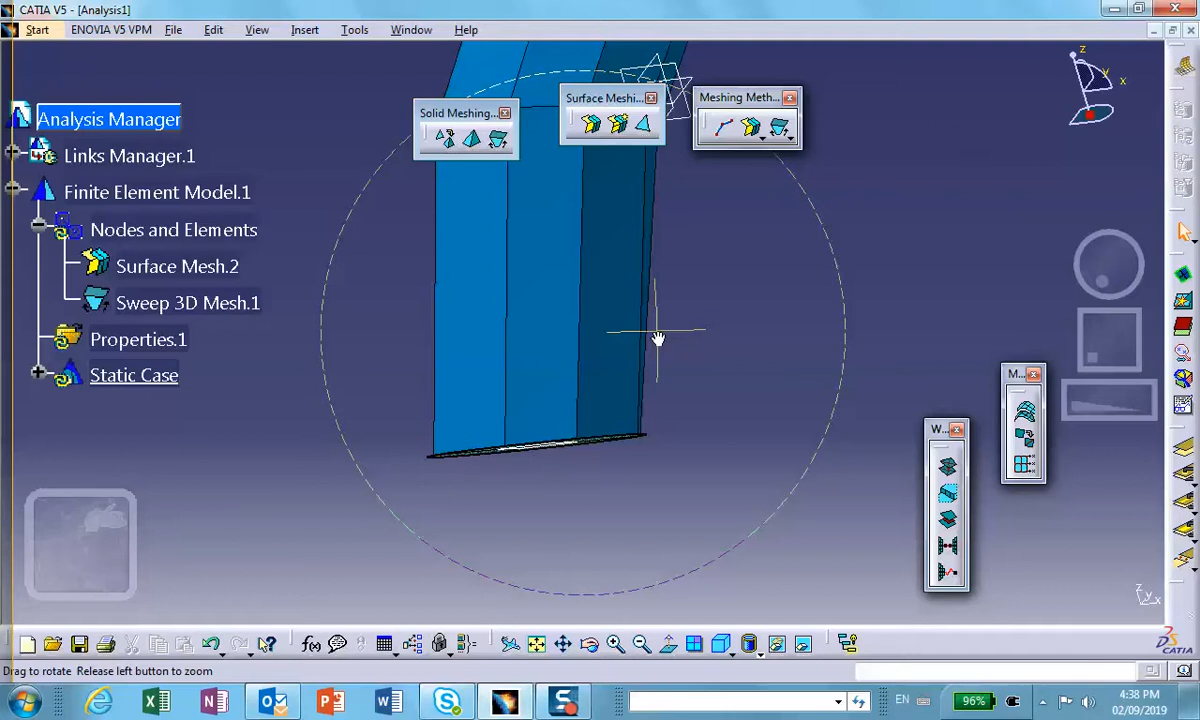 CATIA V5 - [Analysis1]
Start ENOVIA V5 VPM File Edit View Insert Tools Window Help
Analysis Manager
Links Manager.1
Finite Element Model.1
Nodes and Elements
Surface Mesh.2
Sweep 3D Mesh.1
Properties.1
Static Case
Solid Meshing...
Surface Meshi...
Meshing Meth...
z
y
x
M...
W...
z
y
x
f(x)
CATIA
Drag to rotate Release left button to zoom
EN
96%
4:38 PM
02/09/2019